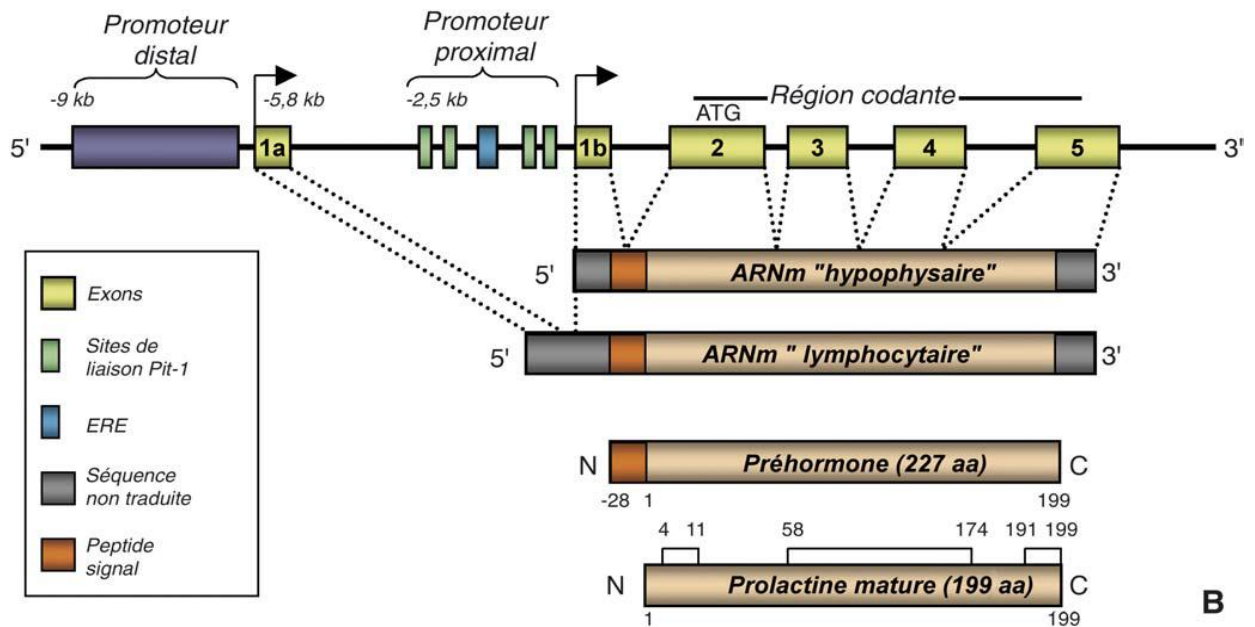 Promoteur
distal
Promoteur
proximal
-9 kb
-5,8 kb
-2,5 kb
Région codante
ATG
5' 1a 1b 2 3 4 5 3'
5' ARNm "hypophysaire" 3'
5' ARNm " lymphocytaire" 3'
Exons
Sites de
liaison Pit-1
ERE
Séquence
non traduite
Peptide
signal
N Préhormone (227 aa) C
-28 1 199
4 11 58 174 191 199
N Prolactine mature (199 aa) C
1 199
B